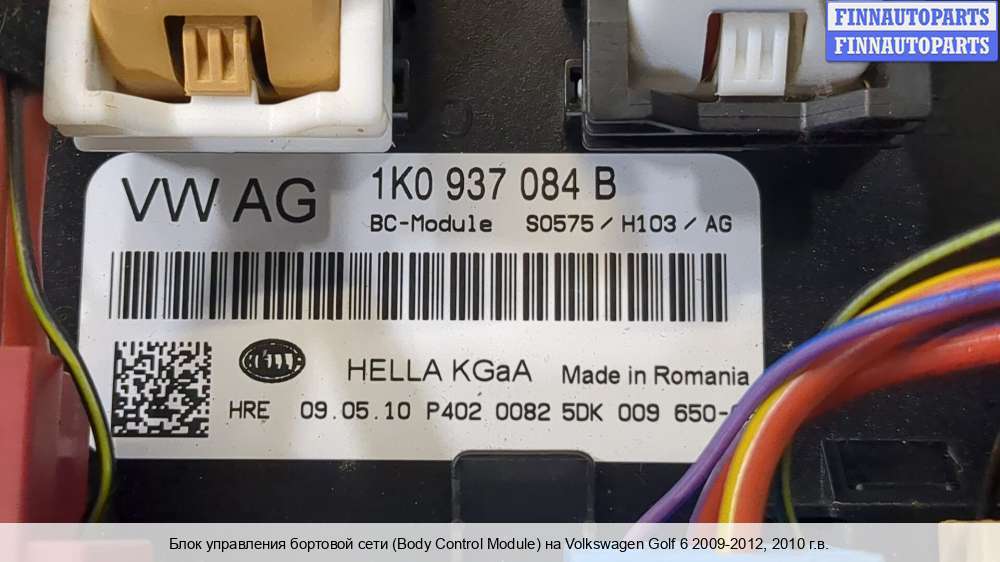 FINNAUTOPARTS
FINNAUTOPARTS
VW AG
1K0 937 084 B
BC-Module S0575 / H103 / AG
HELLA
HELLA KGaA Made in Romania
HRE 09.05.10 P402 0082 5DK 009 650-
Блок управления бортовой сети (Body Control Module) на Volkswagen Golf 6 2009-2012, 2010 г.в.